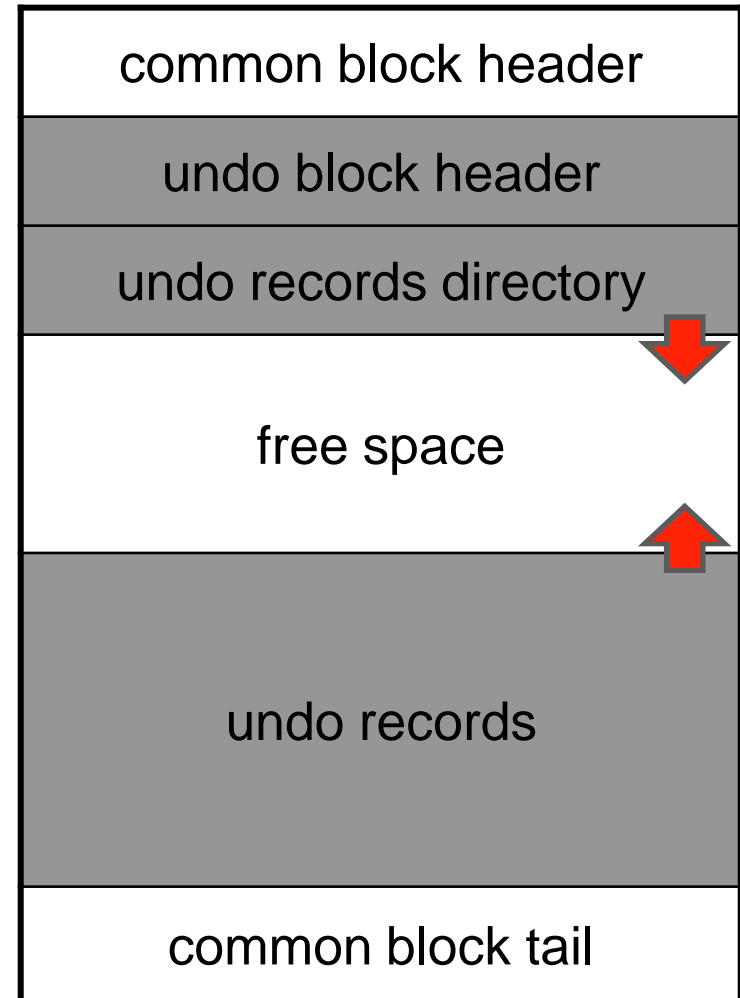 common block header
undo block header
undo records directory
free space
undo records
common block tail